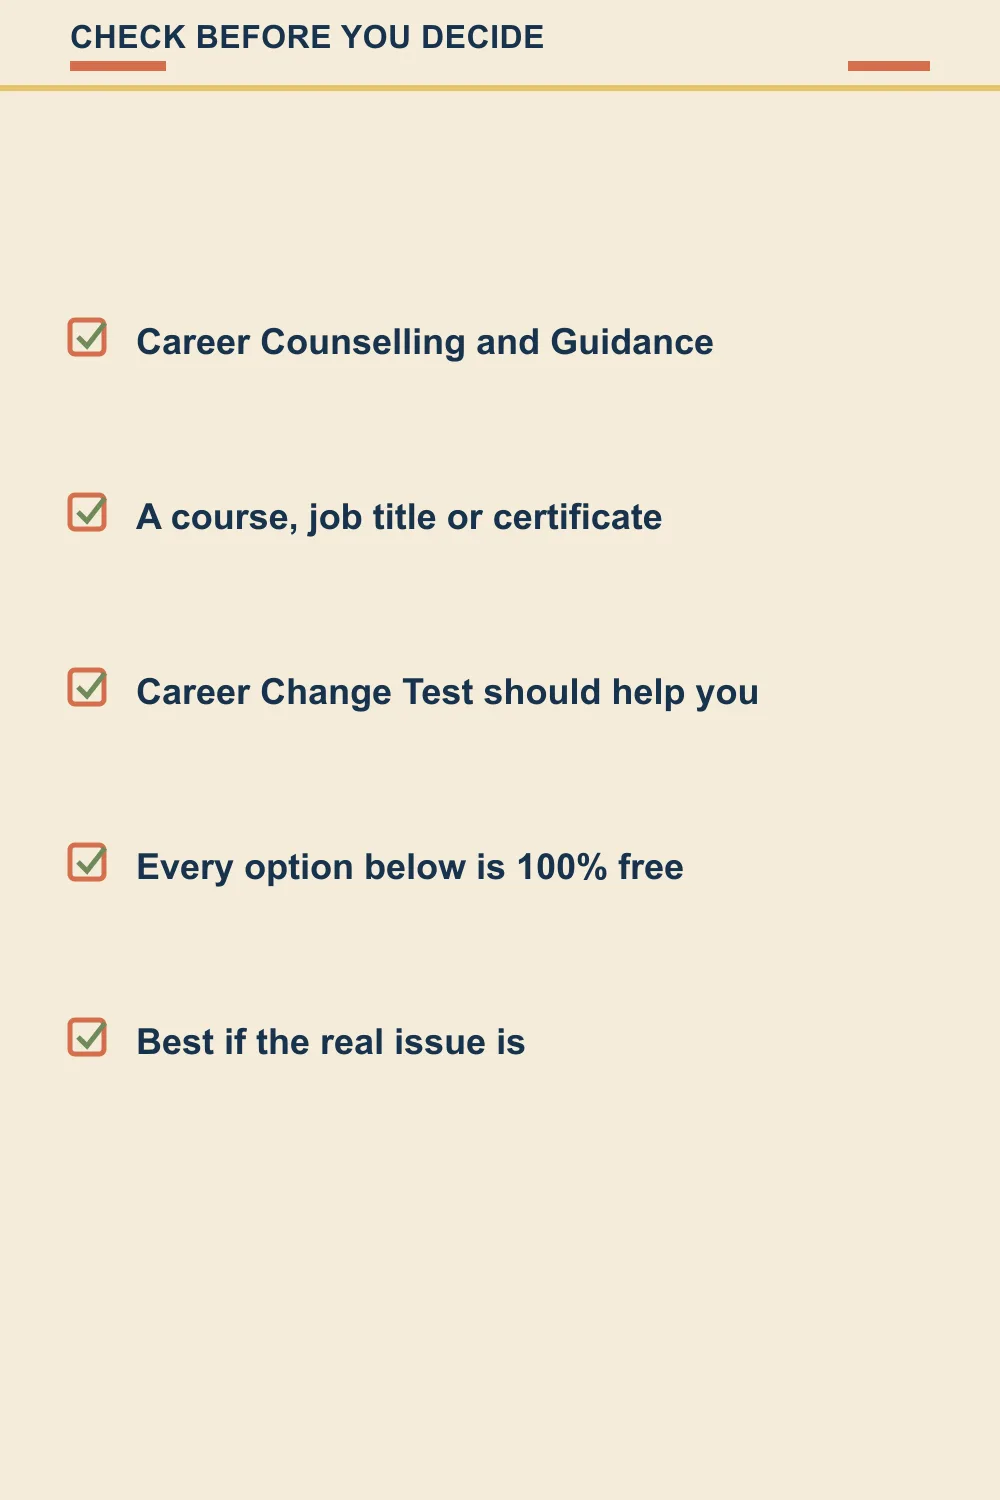 CHECK BEFORE YOU DECIDE
Career Counselling and Guidance
A course, job title or certificate
Career Change Test should help you
Every option below is 100% free
Best if the real issue is